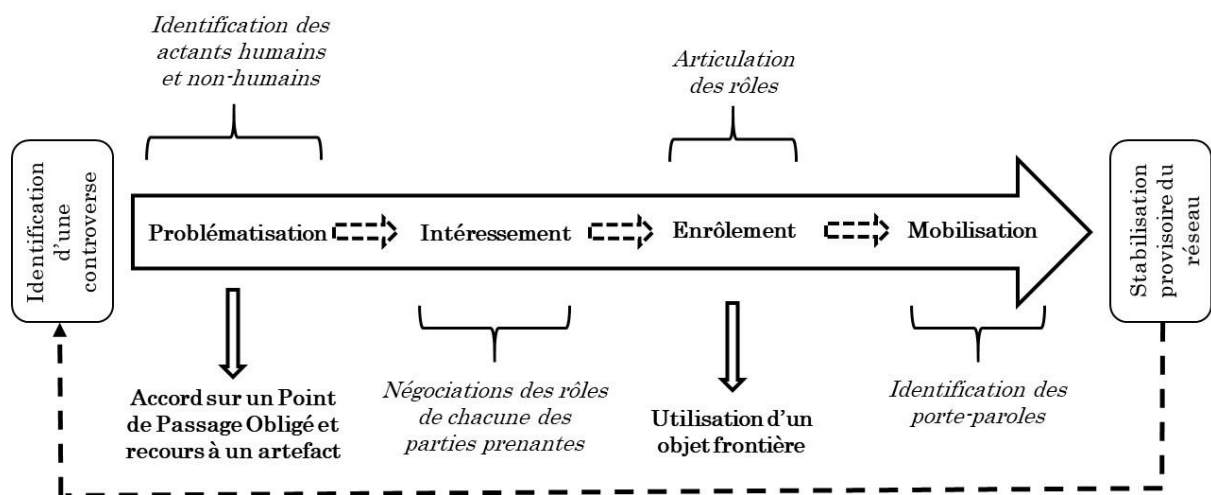 Identification des
actants humains
et non-humains
Articulation
des rôles
Identification
d'une
controverse
Problématisation
Intéressement
Enrôlement
Mobilisation
Stabilisation
provisoire du
réseau
Accord sur un Point
de Passage Obligé et
recours à un artefact
Négociations des rôles
de chacune des
parties prenantes
Utilisation d'un
objet frontière
Identification des
porte-paroles